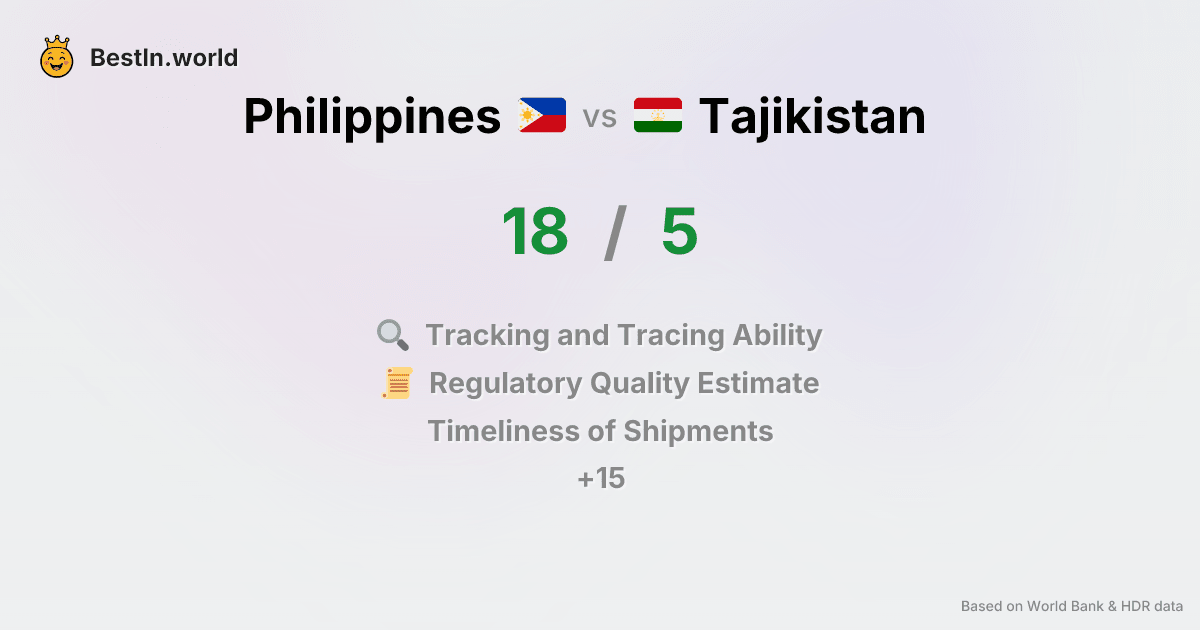 BestIn.world
Philippines vs Tajikistan
18 / 5
Tracking and Tracing Ability
Regulatory Quality Estimate
Timeliness of Shipments
+15
Based on World Bank & HDR data